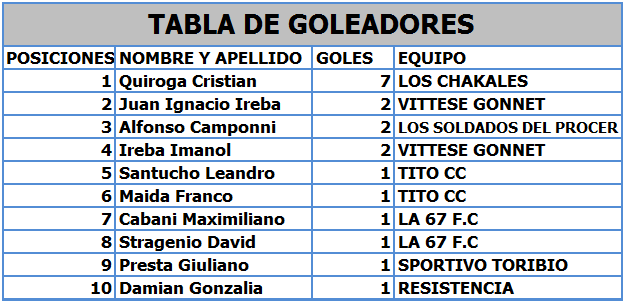 TABLA DE GOLEADORES
POSICIONES NOMBRE Y APELLIDO GOLES EQUIPO
1 Quiroga Cristian 7 LOS CHAKALES
2 Juan Ignacio Ireba 2 VITTESE GONNET
3 Alfonso Camponni 2 LOS SOLDADOS DEL PROCER
4 Ireba Imanol 2 VITTESE GONNET
5 Santucho Leandro 1 TITO CC
6 Maida Franco 1 TITO CC
7 Cabani Maximiliano 1 LA 67 F.C
8 Stragenio David 1 LA 67 F.C
9 Presta Giuliano 1 SPORTIVO TORIBIO
10 Damian Gonzalia 1 RESISTENCIA